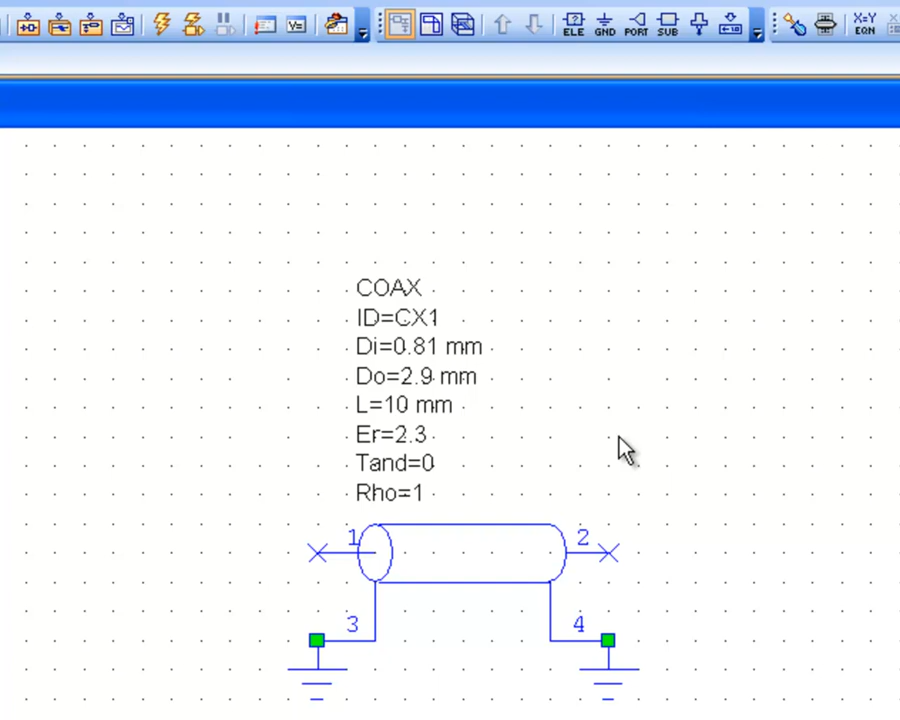 ELE GND PORT SUB X=Y EQN
COAX
ID=CX1
Di=0.81 mm
Do=2.9 mm
L=10 mm
Er=2.3
Tand=0
Rho=1
1 2
3 4